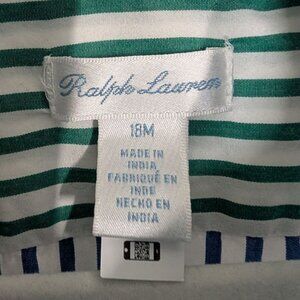 Ralph Lauren
18M
MADE IN
INDIA
FABRIQUÉ EN
INDE
HECHO EN
INDIA